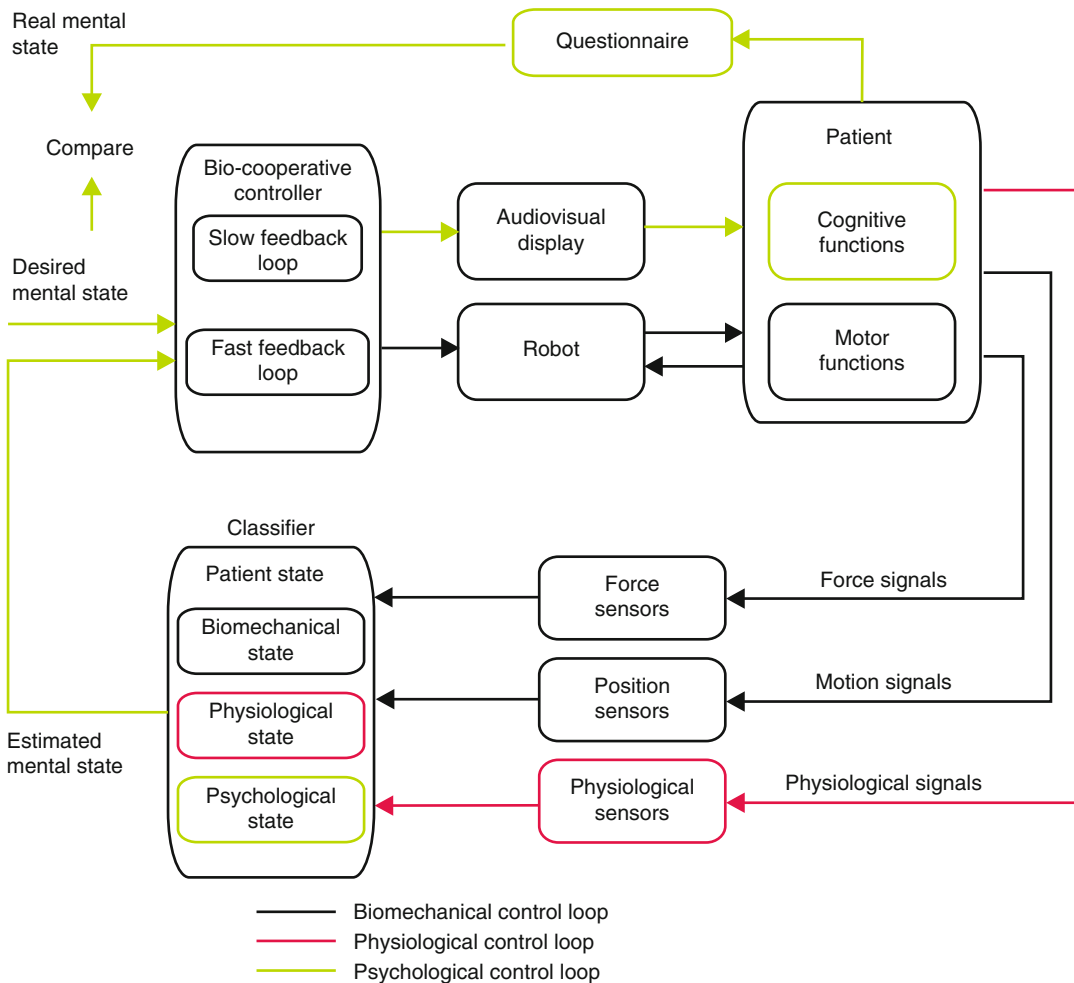 Real mental
state
Questionnaire
Compare
Desired
mental state
Bio-cooperative
controller
Slow feedback
loop
Fast feedback
loop
Audiovisual
display
Robot
Patient
Cognitive
functions
Motor
functions
Classifier
Patient state
Biomechanical
state
Physiological
state
Psychological
state
Estimated
mental state
Force
sensors
Force signals
Position
sensors
Motion signals
Physiological
sensors
Physiological signals
Biomechanical control loop
Physiological control loop
Psychological control loop